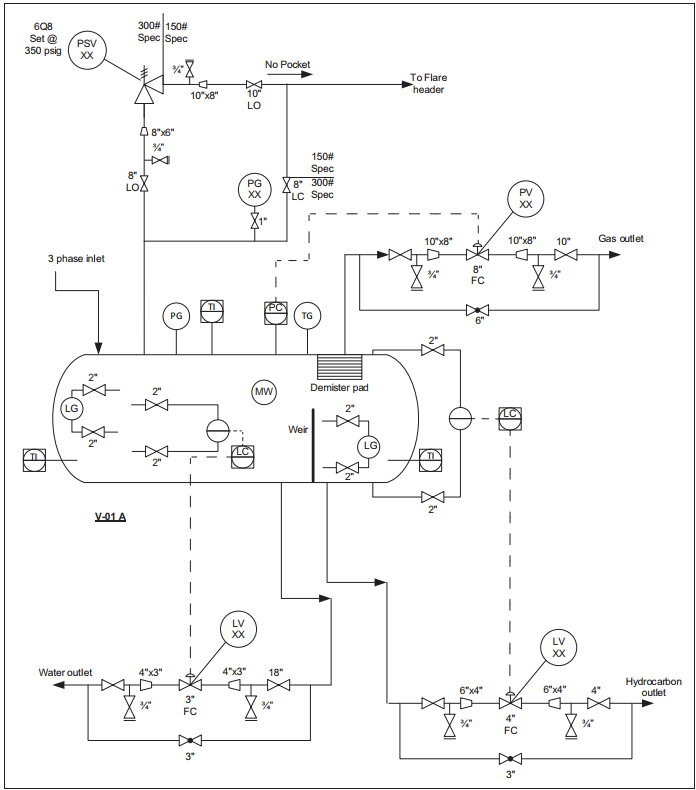 6Q8
Set @
350 psig
PSV
XX
300#
Spec
150#
Spec
¾"
10"x8"
10"
LO
No Pocket
To Flare
header
8"x6"
¾"
8"
LO
PG
XX
1"
8"
LC
150#
Spec
300#
Spec
PV
XX
10"x8"
10"x8"
10"
Gas outlet
¾"
8"
FC
¾"
6"
3 phase inlet
PG
TI
PC
TG
2"
Demister pad
2"
2"
MW
LG
2"
LC
Weir
2"
LG
2"
LC
TI
2"
2"
TI
2"
V-01 A
LV
XX
Water outlet
4"x3"
4"x3"
18"
¾"
3"
FC
¾"
3"
LV
XX
6"x4"
6"x4"
4"
Hydrocarbon
outlet
¾"
4"
FC
¾"
3"